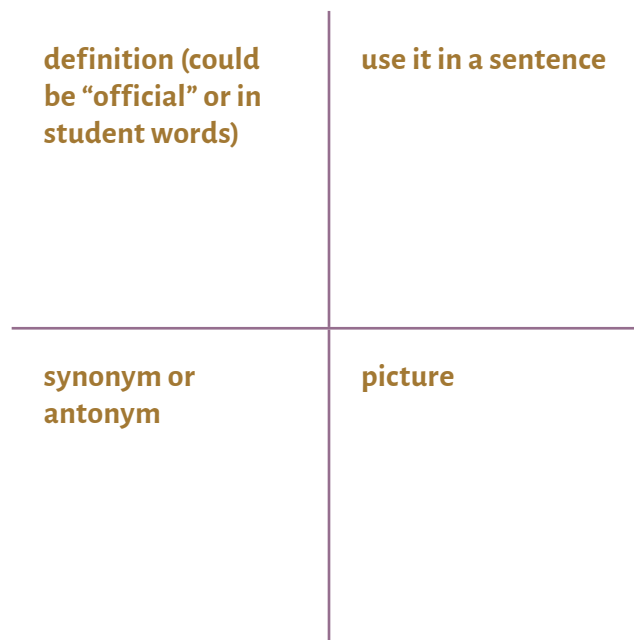 definition (could
be “official” or in
student words)
use it in a sentence
synonym or
antonym
picture